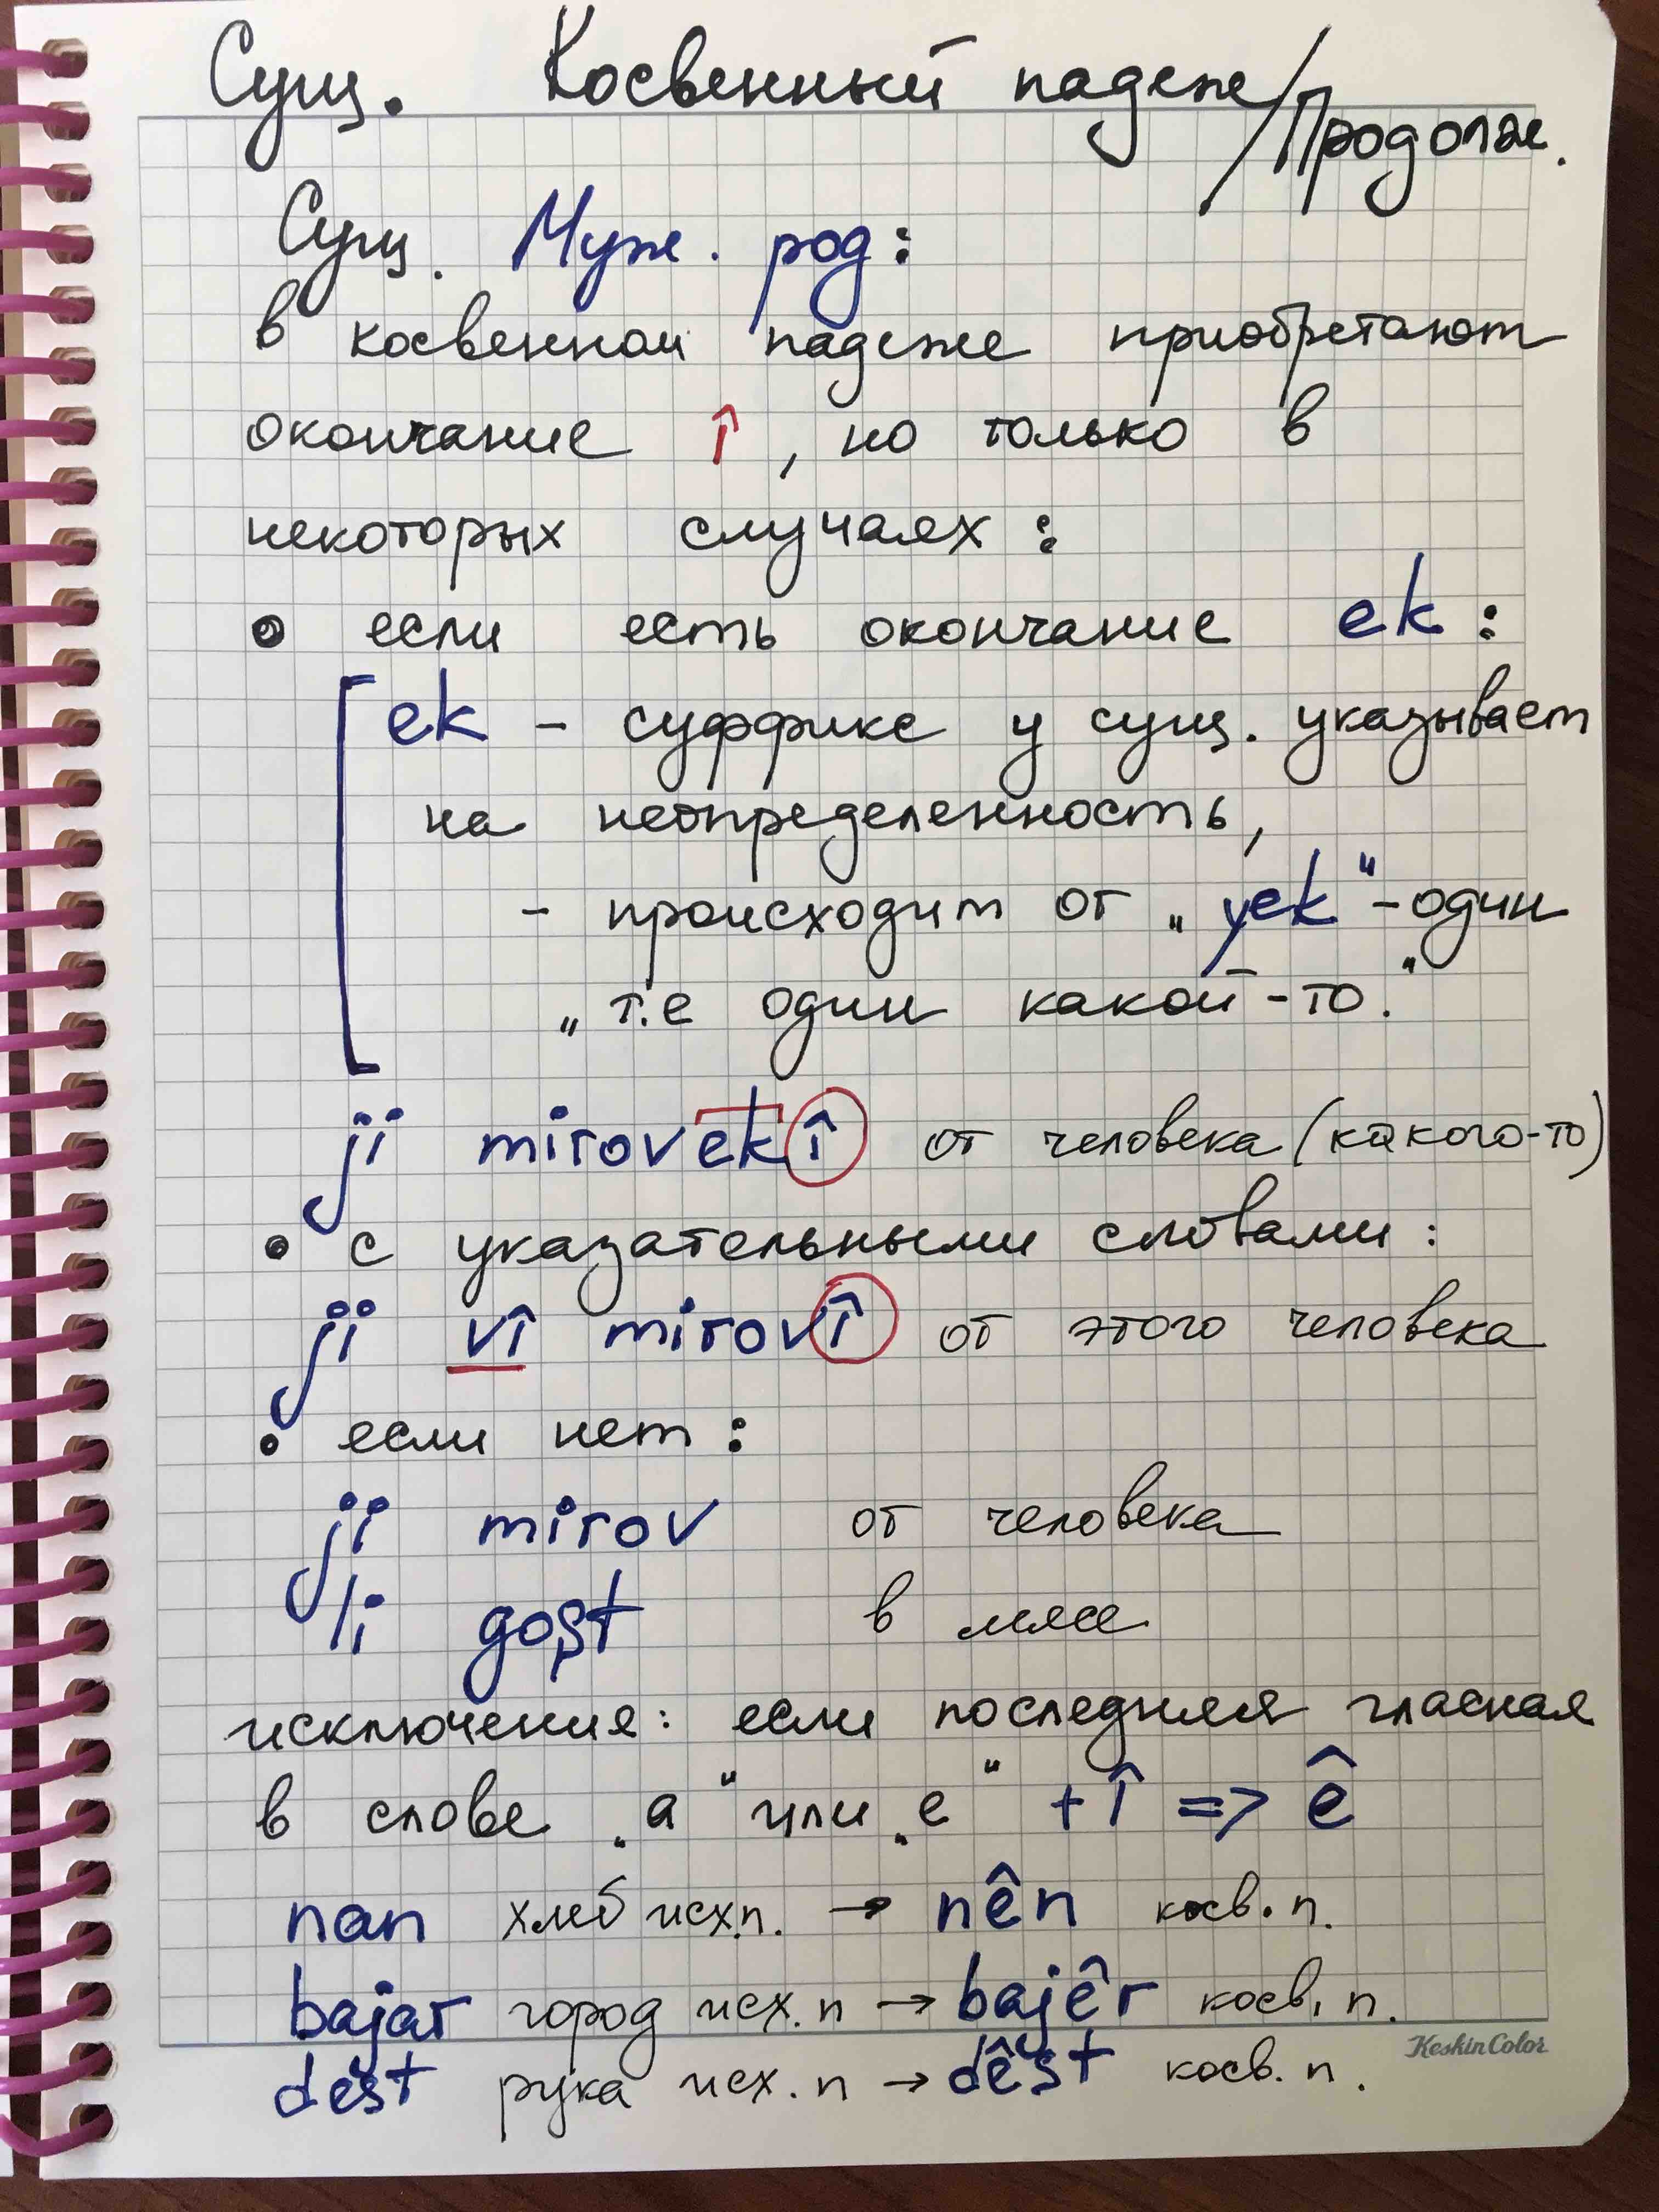 Сущ. Косвенный падеж/Продолж.
Сущ. Муж. род:
в косвенном падеже приобретают
окончание î, но только в
некоторых случаях:
• если есть окончание ek:
ek - суффикс у сущ. указывает
на неопределенность,
- происходит от „yek" - один
„т.е один какой-то."
ji mirovekî от человека (какого-то)
• с указательными словами:
ji vî mirovî от этого человека
• если нет:
ji mirov от человека
li goşt в мясе
исключения: если последняя гласная
в слове „a" или „e" + î => ê
nan хлеб исх.п. → nên косв. п.
bajar город исх. п → bajêr косв. п.
dest рука исх. п → dêst косв. п.
KeskinColor